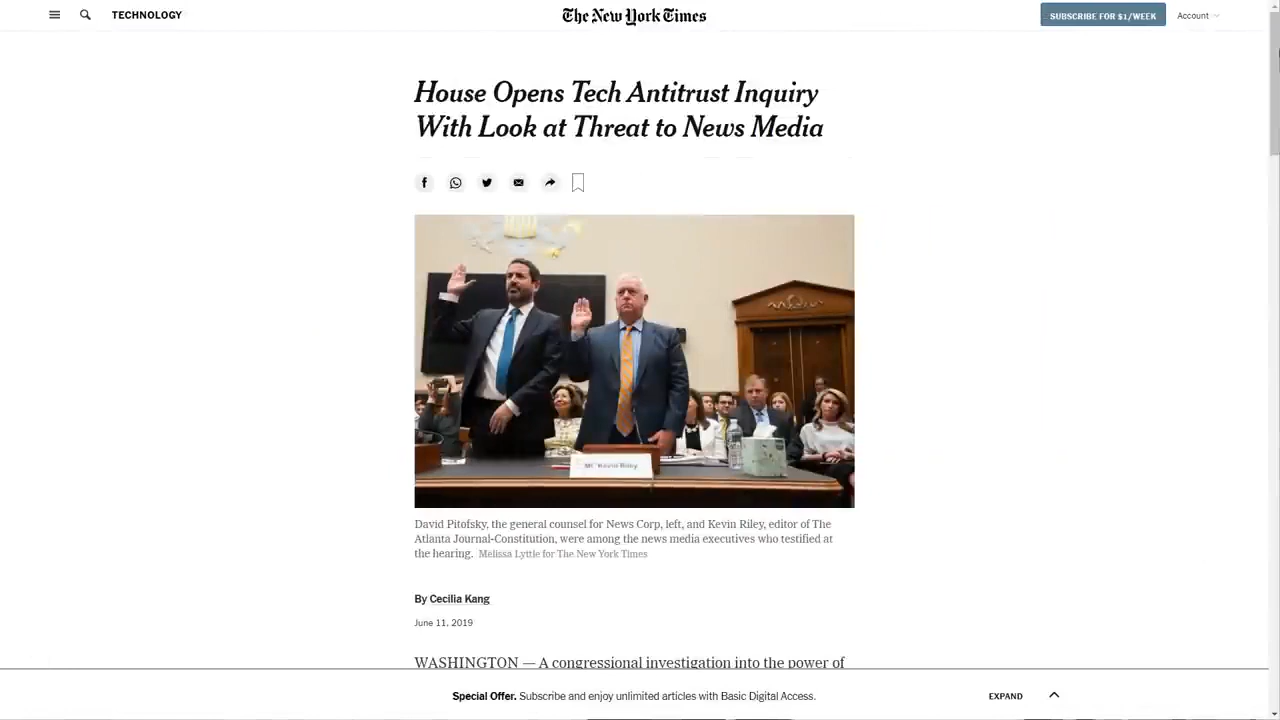 TECHNOLOGY
The New York Times
SUBSCRIBE FOR $1/WEEK
Account
House Opens Tech Antitrust Inquiry
With Look at Threat to News Media
Mr. Kevin Riley
David Pitofsky, the general counsel for News Corp, left, and Kevin Riley, editor of The
Atlanta Journal-Constitution, were among the news media executives who testified at
the hearing. Melissa Lyttle for The New York Times
By Cecilia Kang
June 11, 2019
WASHINGTON — A congressional investigation into the power of
Special Offer. Subscribe and enjoy unlimited articles with Basic Digital Access.
EXPAND